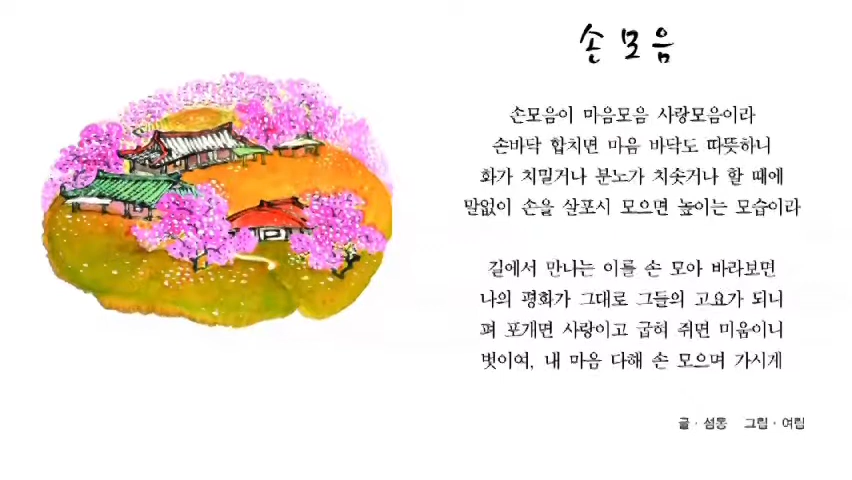 손 모 음
손모음이 마음모음 사랑모음이라
손바닥 합치면 마음 바닥도 따뜻하니
화가 치밀거나 분노가 치솟거나 할 때에
말없이 손을 살포시 모으면 높이는 모습이라
길에서 만나는 이를 손 모아 바라보면
나의 평화가 그대로 그들의 고요가 되니
펴 포개면 사랑이고 굽혀 쥐면 미움이니
벗이여, 내 마음 다해 손 모으며 가시게
글 · 섬통 그림 · 여림